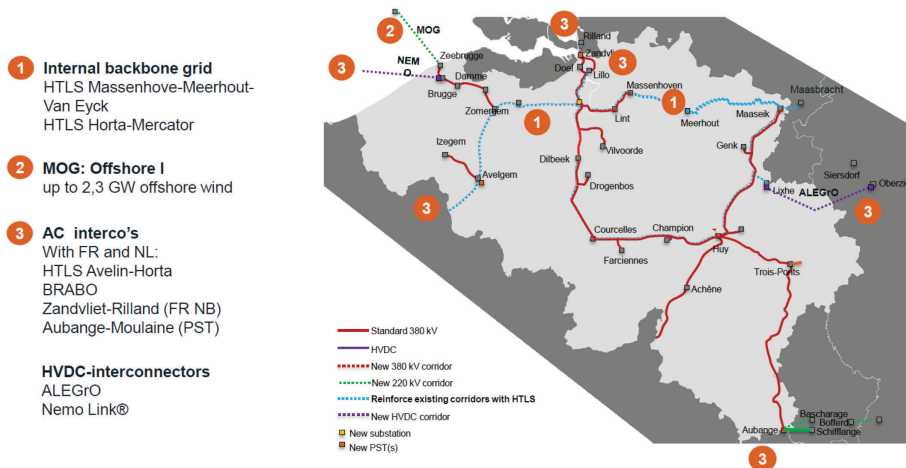 1 Internal backbone grid
HTLS Massenhove-Meerhout-
Van Eyck
HTLS Horta-Mercator
2 MOG: Offshore I
up to 2,3 GW offshore wind
3 AC interco's
With FR and NL:
HTLS Avelin-Horta
BRABO
Zandvliet-Rilland (FR NB)
Aubange-Moulaine (PST)
HVDC-interconnectors
ALEGrO
Nemo Link®
2
MOG
3
NEM
O
Zeebrugge
Damme
Brugge
Zomergem
1
Izegem
Avelgem
3
3
Rilland
Zandvliet
3
Doel
Lillo
Massenhoven
1
Lint
Meerhout
Maaseik
Maasbracht
Vilvoorde
Dilbeek
Drogenbos
Genk
Siersdorf
Lixhe
ALEGrO
Oberzier
3
Courcelles
Champion
Farciennes
Huy
Trois-Ponts
Achêne
Standard 380 kV
HVDC
New 380 kV corridor
New 220 kV corridor
Reinforce existing corridors with HTLS
New HVDC corridor
New substation
New PST(s)
Bascharage
Bofferd
Aubange
Schifflange
3